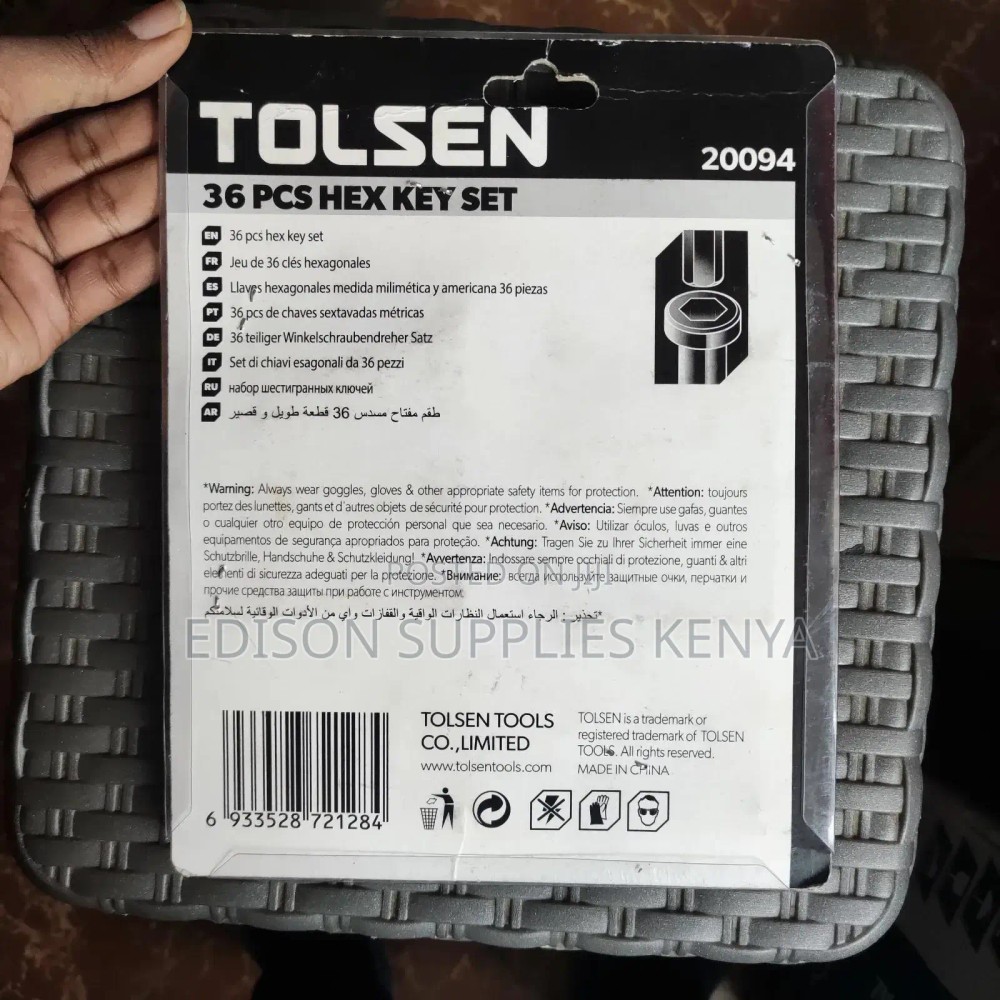 TOLSEN
20094
36 PCS HEX KEY SET
EN 36 pcs hex key set
FR Jeu de 36 clés hexagonales
ES Llaves hexagonales medida milimética y americana 36 piezas
PT 36 pcs de chaves sextavadas métricas
DE 36 teiliger Winkelschraubendreher Satz
IT Set di chiavi esagonali da 36 pezzi
RU набор шестигранных ключей
AR طقم مفتاح مسدس 36 قطعة طويل و قصير
*Warning: Always wear goggles, gloves & other appropriate safety items for protection. *Attention: toujours
portez des lunettes, gants et d'autres objets de sécurité pour protection. *Advertencia: Siempre use gafas, guantes
o cualquier otro equipo de protección personal que sea necesario. *Aviso: Utilizar óculos, luvas e outros
equipamentos de segurança apropriados para proteção. *Achtung: Tragen Sie zu Ihrer Sicherheit immer eine
Schutzbrille, Handschuhe & Schutzkleidung! *Avvertenza: Indossare sempre occhiali di protezione, guanti & altri
elementi di sicurezza adeguati per la protezione. *Внимание: всегда используйте защитные очки, перчатки и
прочие средства защиты при работе с инструментом.
*تحذير : الرجاء استعمال النظارات الواقية والقفازات وأي من الأدوات الوقائية لسلامتكم
POSTED ON JIJI
EDISON SUPPLIES KENYA
6 933528 721284
TOLSEN TOOLS
CO.,LIMITED
www.tolsentools.com
TOLSEN is a trademark or
registered trademark of TOLSEN
TOOLS. All rights reserved.
MADE IN CHINA